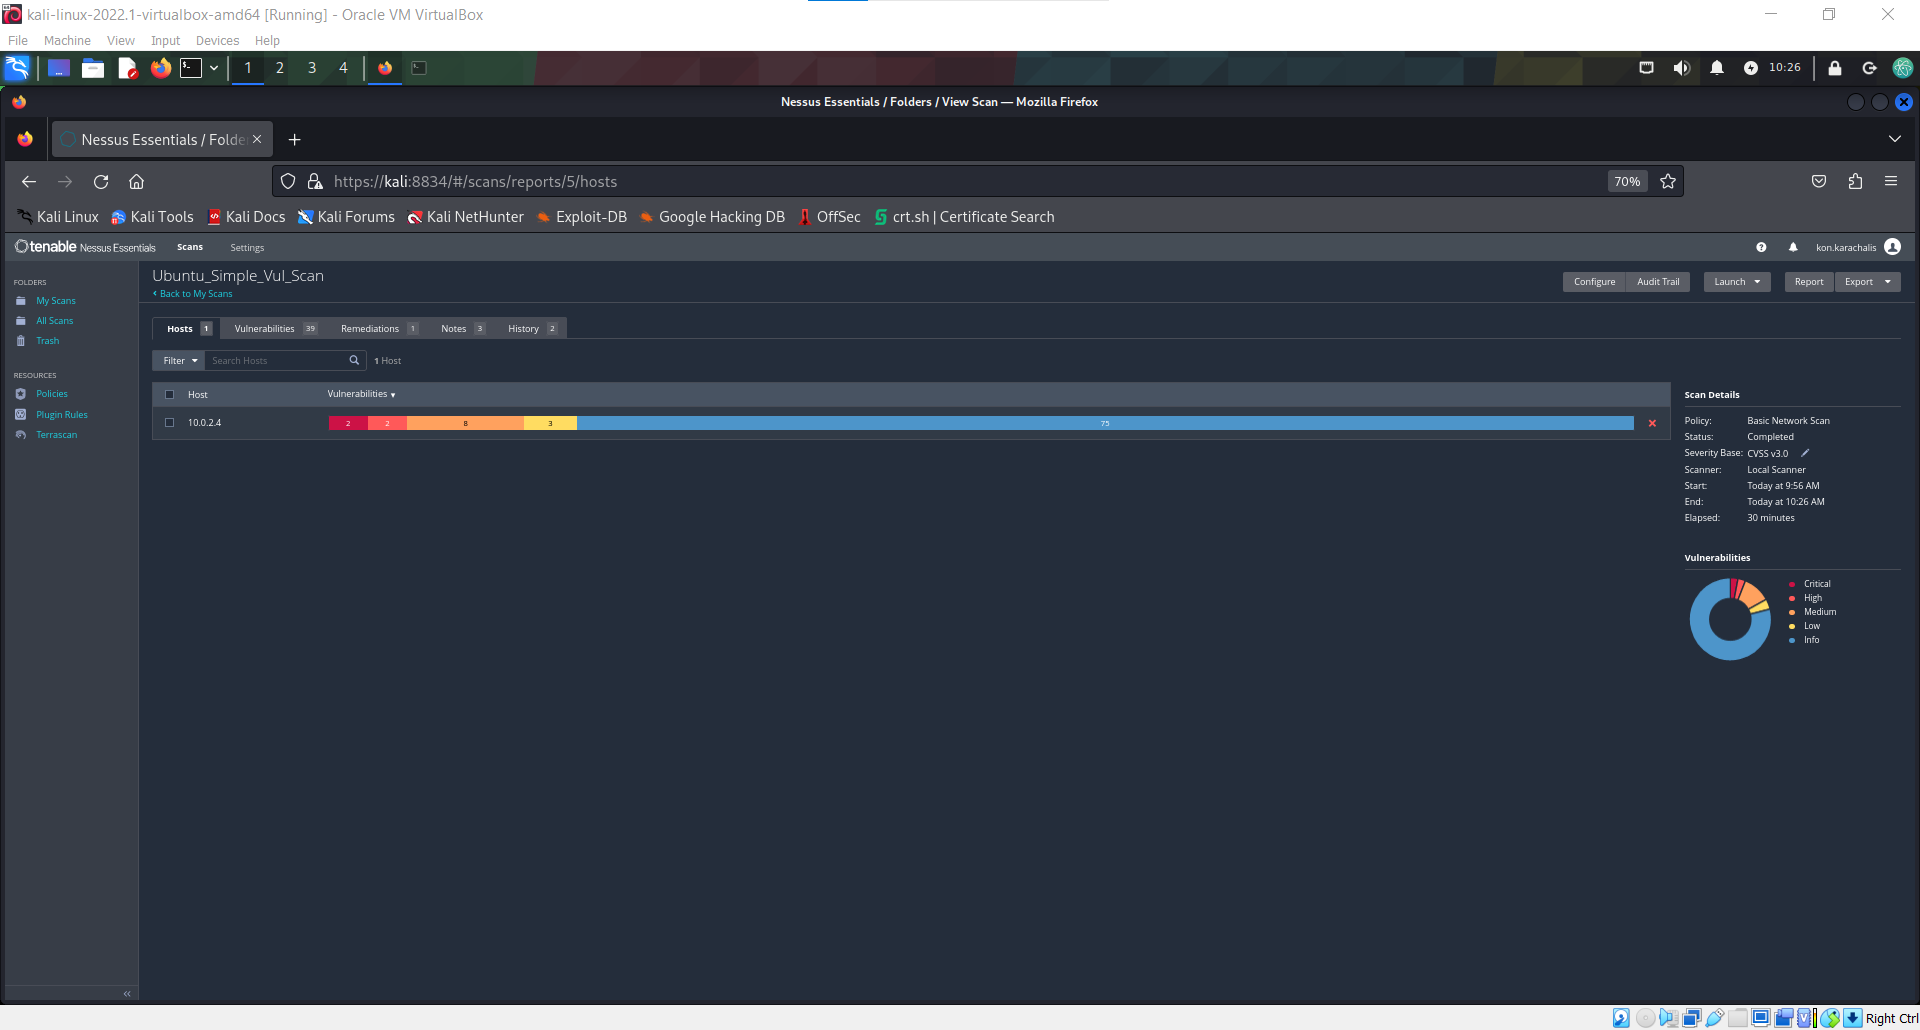 kali-linux-2022.1-virtualbox-amd64 [Running] - Oracle VM VirtualBox
File Machine View Input Devices Help
1 2 3 4 10:26
Nessus Essentials / Folders / View Scan — Mozilla Firefox
Nessus Essentials / Folde
https://kali:8834/#/scans/reports/5/hosts 70%
Kali Linux Kali Tools Kali Docs Kali Forums Kali NetHunter Exploit-DB Google Hacking DB OffSec crt.sh | Certificate Search
tenable Nessus Essentials Scans Settings kon.karachalis
Ubuntu_Simple_Vul_Scan
Back to My Scans
Configure Audit Trail Launch Report Export
FOLDERS
My Scans
All Scans
Trash
RESOURCES
Policies
Plugin Rules
Terrascan
Hosts 1 Vulnerabilities 39 Remediations 1 Notes 3 History 2
Filter Search Hosts 1 Host
Host Vulnerabilities
10.0.2.4 2 2 8 3 75
Scan Details
Policy: Basic Network Scan
Status: Completed
Severity Base: CVSS v3.0
Scanner: Local Scanner
Start: Today at 9:56 AM
End: Today at 10:26 AM
Elapsed: 30 minutes
Vulnerabilities
Critical
High
Medium
Low
Info
Right Ctrl